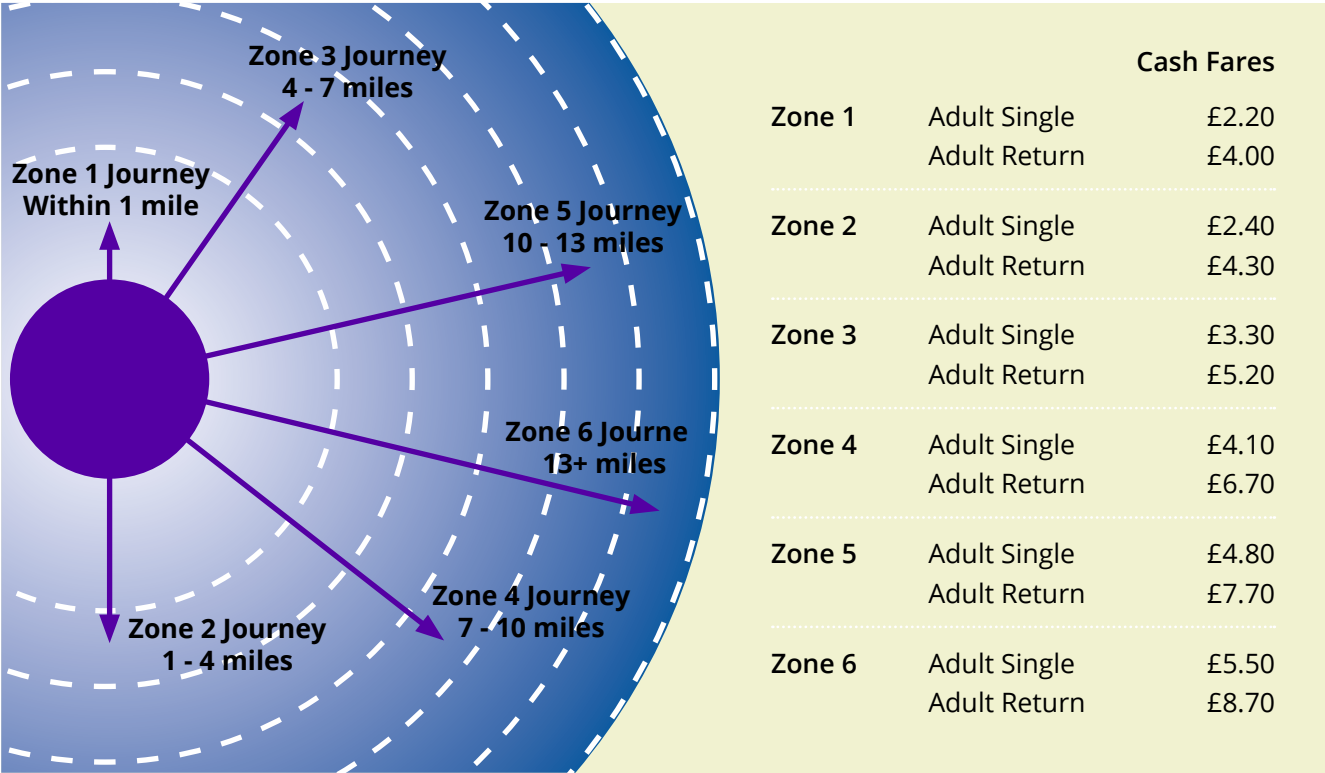 Zone 3 Journey
4 - 7 miles
Zone 1 Journey
Within 1 mile
Zone 5 Journey
10 - 13 miles
Zone 6 Journe
13+ miles
Zone 4 Journey
7 - 10 miles
Zone 2 Journey
1 - 4 miles
Cash Fares
Zone 1 Adult Single £2.20
Adult Return £4.00
Zone 2 Adult Single £2.40
Adult Return £4.30
Zone 3 Adult Single £3.30
Adult Return £5.20
Zone 4 Adult Single £4.10
Adult Return £6.70
Zone 5 Adult Single £4.80
Adult Return £7.70
Zone 6 Adult Single £5.50
Adult Return £8.70